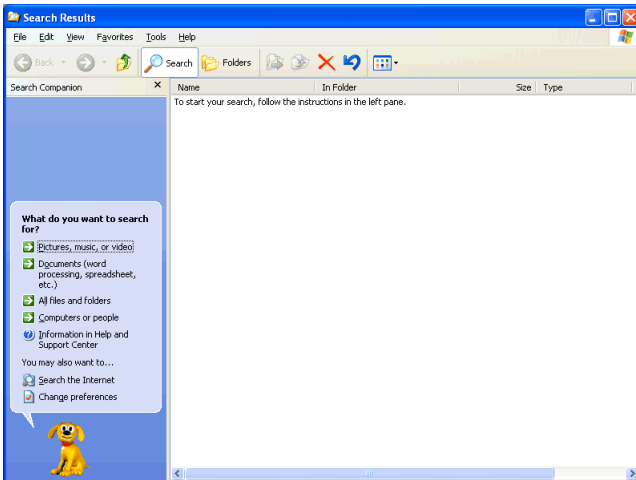 Search Results
File Edit View Favorites Tools Help
Back Search Folders
Search Companion
Name In Folder Size Type
To start your search, follow the instructions in the left pane.
What do you want to search
for?
Pictures, music, or video
Documents (word
processing, spreadsheet,
etc.)
All files and folders
Computers or people
Information in Help and
Support Center
You may also want to...
Search the Internet
Change preferences